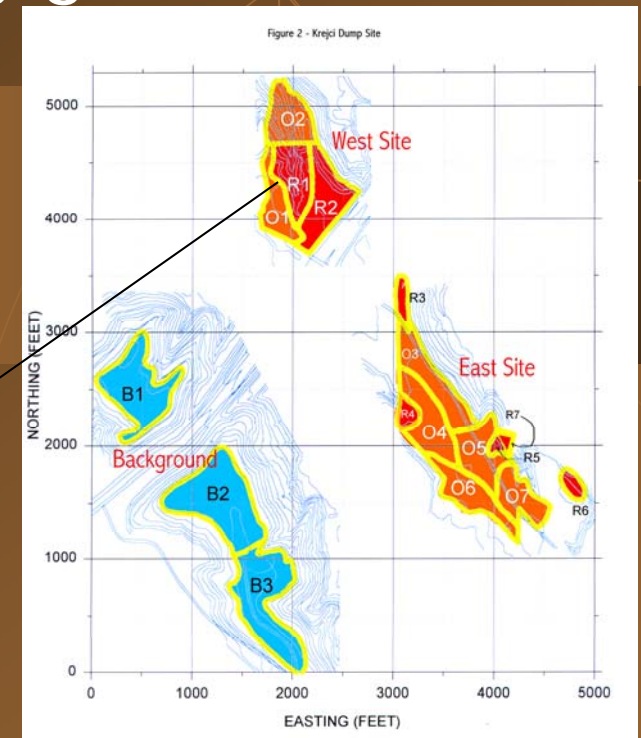 Figure 2 - Krejci Dump Site
5000
O2
West Site
R1
O1
R2
4000
R3
3000
O3
East Site
B1
R4
O4
R7
O5
R5
2000
Background
B2
O6
O7
R6
1000
B3
0
NORTHING (FEET)
0
1000
2000
3000
4000
5000
EASTING (FEET)